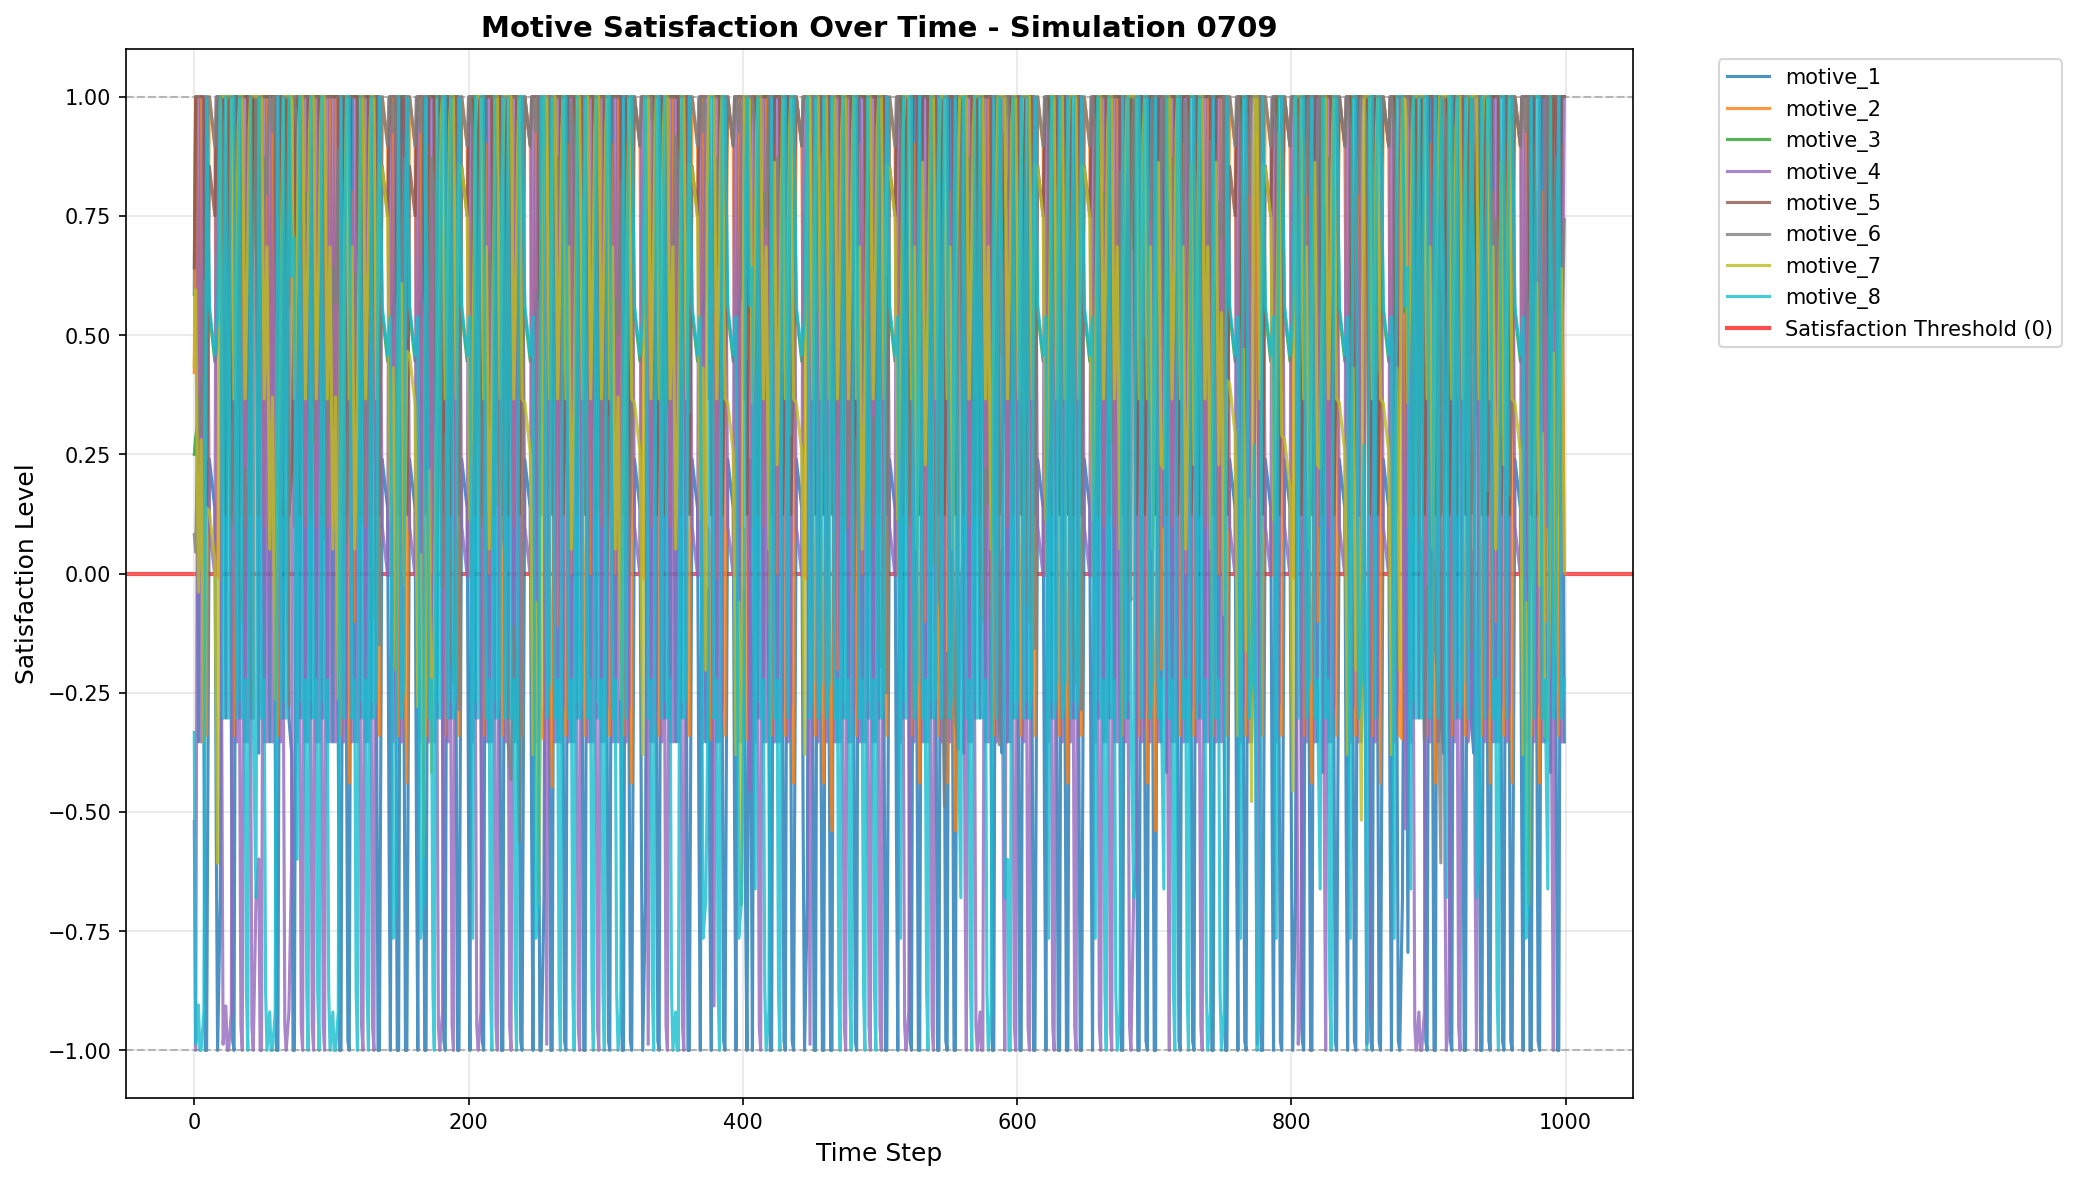 Motive Satisfaction Over Time - Simulation 0709
1.00
0.75
0.50
0.25
0.00
−0.25
−0.50
−0.75
−1.00
Satisfaction Level
0
200
400
600
800
1000
Time Step
motive_1
motive_2
motive_3
motive_4
motive_5
motive_6
motive_7
motive_8
Satisfaction Threshold (0)